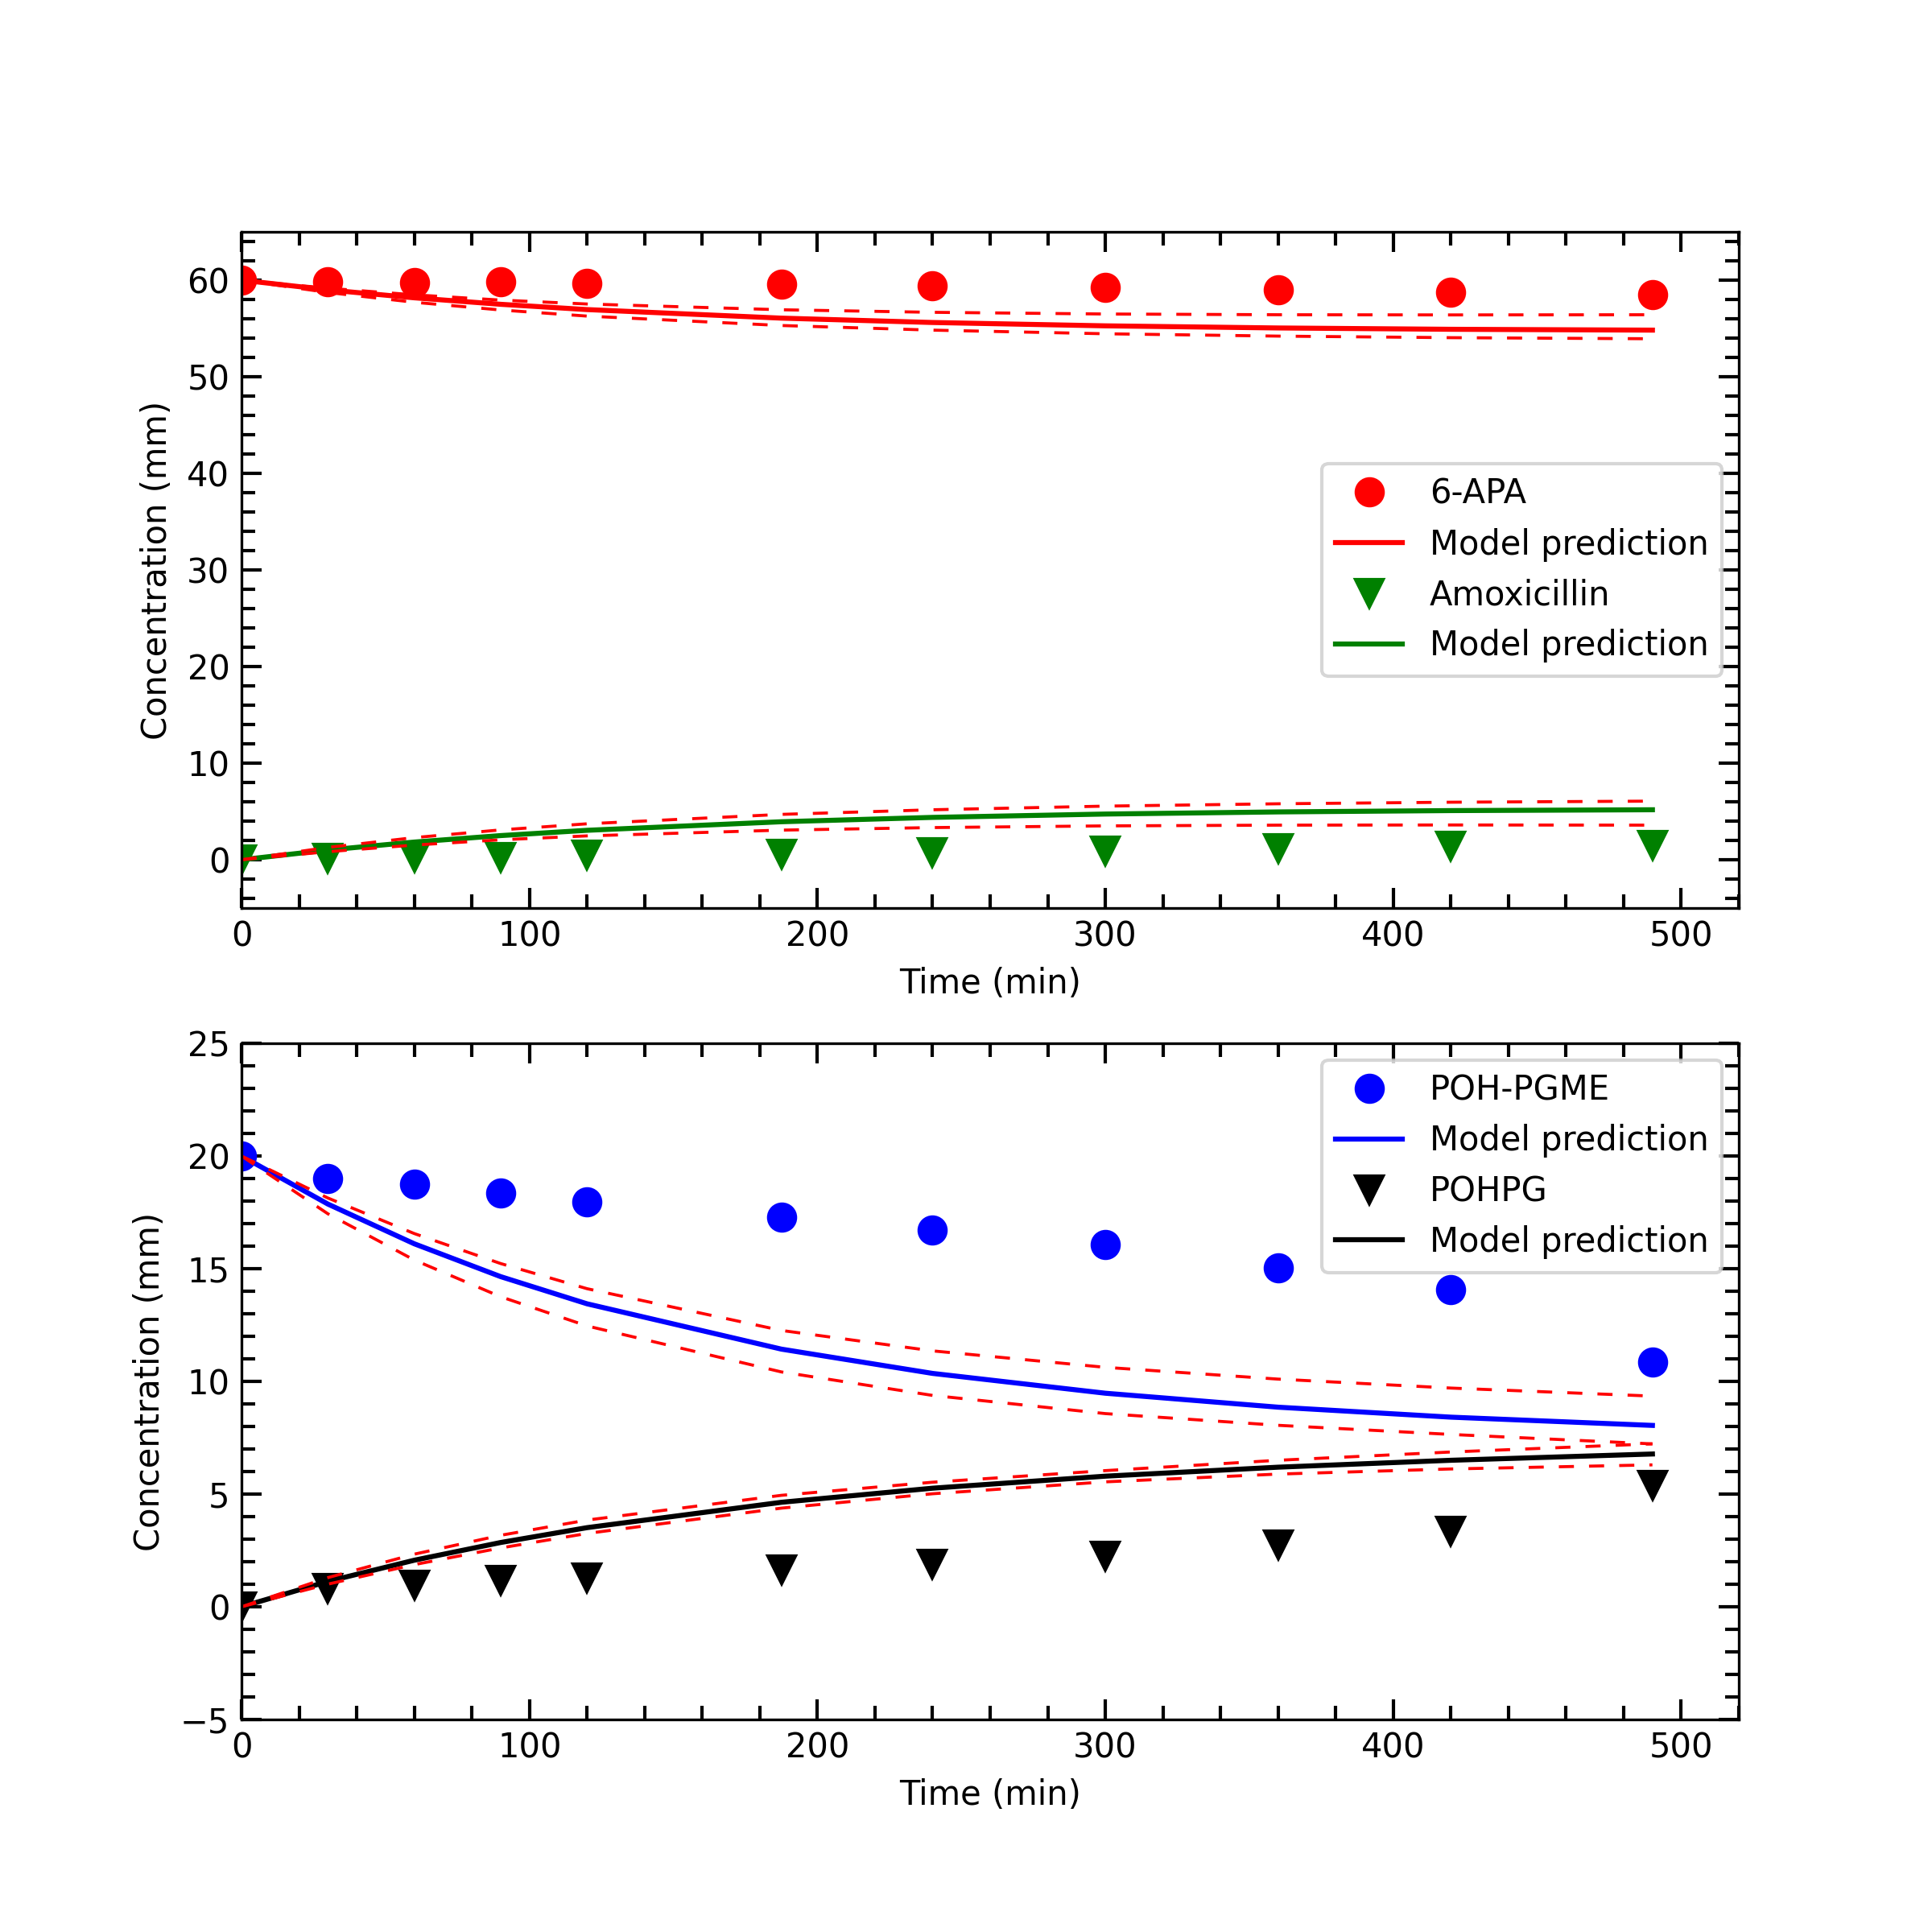 60
50
40
30
20
10
0
Concentration (mm)
6-APA
Model prediction
Amoxicillin
Model prediction
0 100 200 300 400 500
Time (min)
25
20
15
10
5
0
−5
Concentration (mm)
POH-PGME
Model prediction
POHPG
Model prediction
0 100 200 300 400 500
Time (min)